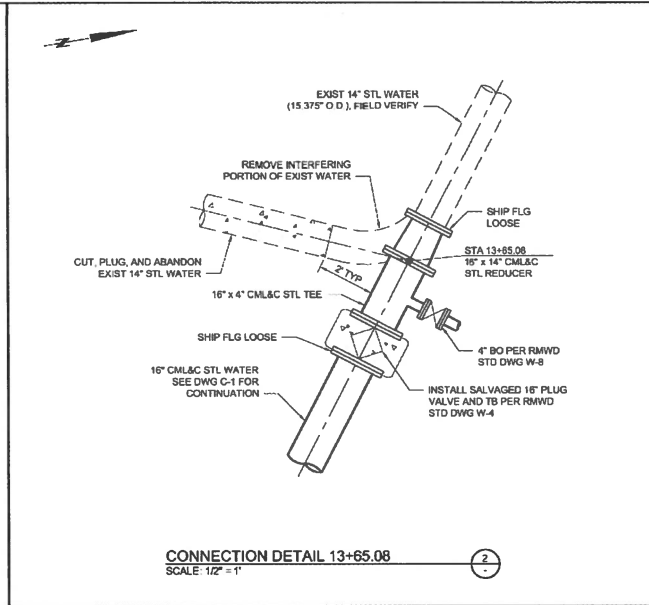 N
EXIST 14" STL WATER
(15.375" O.D.), FIELD VERIFY
REMOVE INTERFERING
PORTION OF EXIST WATER
SHIP FLG
LOOSE
STA 13+65.08
16" x 14" CML&C
STL REDUCER
CUT, PLUG, AND ABANDON
EXIST 14" STL WATER
2' TYP
16" x 4" CML&C STL TEE
SHIP FLG LOOSE
4" BO PER RMWD
STD DWG W-8
16" CML&C STL WATER
SEE DWG C-1 FOR
CONTINUATION
INSTALL SALVAGED 16" PLUG
VALVE AND TB PER RMWD
STD DWG W-4
CONNECTION DETAIL 13+65.08
SCALE: 1/2" = 1'
2
-